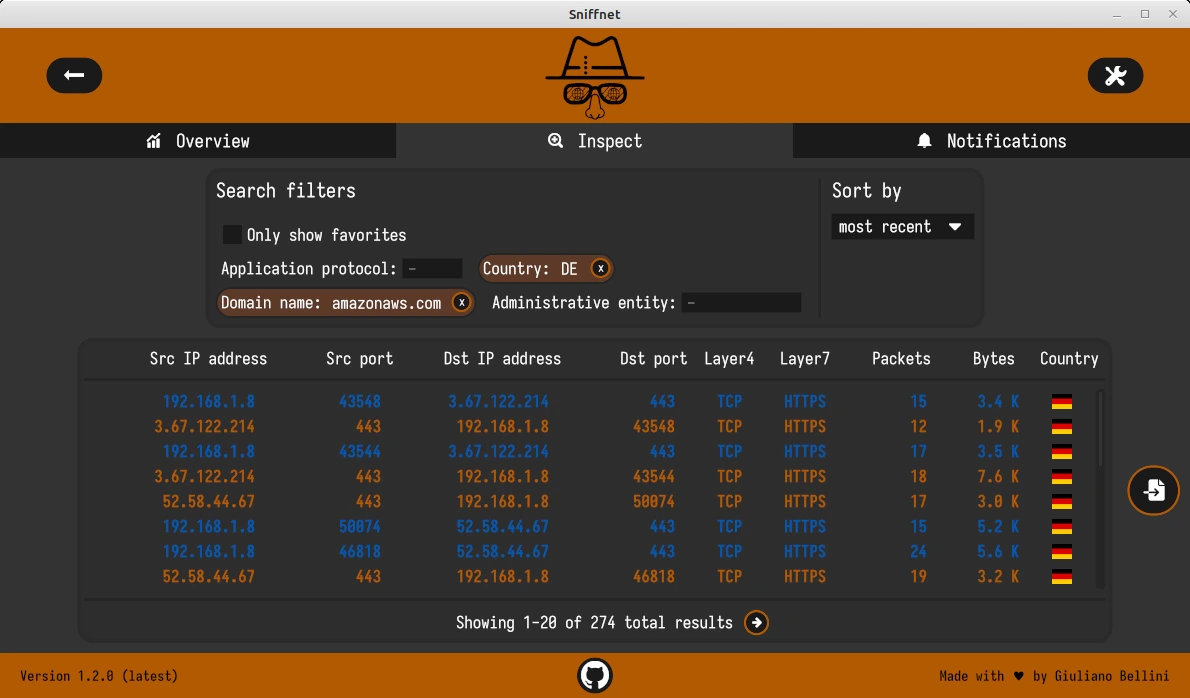 Sniffnet
Overview Inspect Notifications
Search filters
Only show favorites
Application protocol: – Country: DE x
Domain name: amazonaws.com x Administrative entity: –
Sort by
most recent
Src IP address Src port Dst IP address Dst port Layer4 Layer7 Packets Bytes Country
192.168.1.8 43548 3.67.122.214 443 TCP HTTPS 15 3.4 K
3.67.122.214 443 192.168.1.8 43548 TCP HTTPS 12 1.9 K
192.168.1.8 43544 3.67.122.214 443 TCP HTTPS 17 3.5 K
3.67.122.214 443 192.168.1.8 43544 TCP HTTPS 18 7.6 K
52.58.44.67 443 192.168.1.8 50074 TCP HTTPS 17 3.0 K
192.168.1.8 50074 52.58.44.67 443 TCP HTTPS 15 5.2 K
192.168.1.8 46818 52.58.44.67 443 TCP HTTPS 24 5.6 K
52.58.44.67 443 192.168.1.8 46818 TCP HTTPS 19 3.2 K
Showing 1-20 of 274 total results
Version 1.2.0 (latest) Made with ♥ by Giuliano Bellini